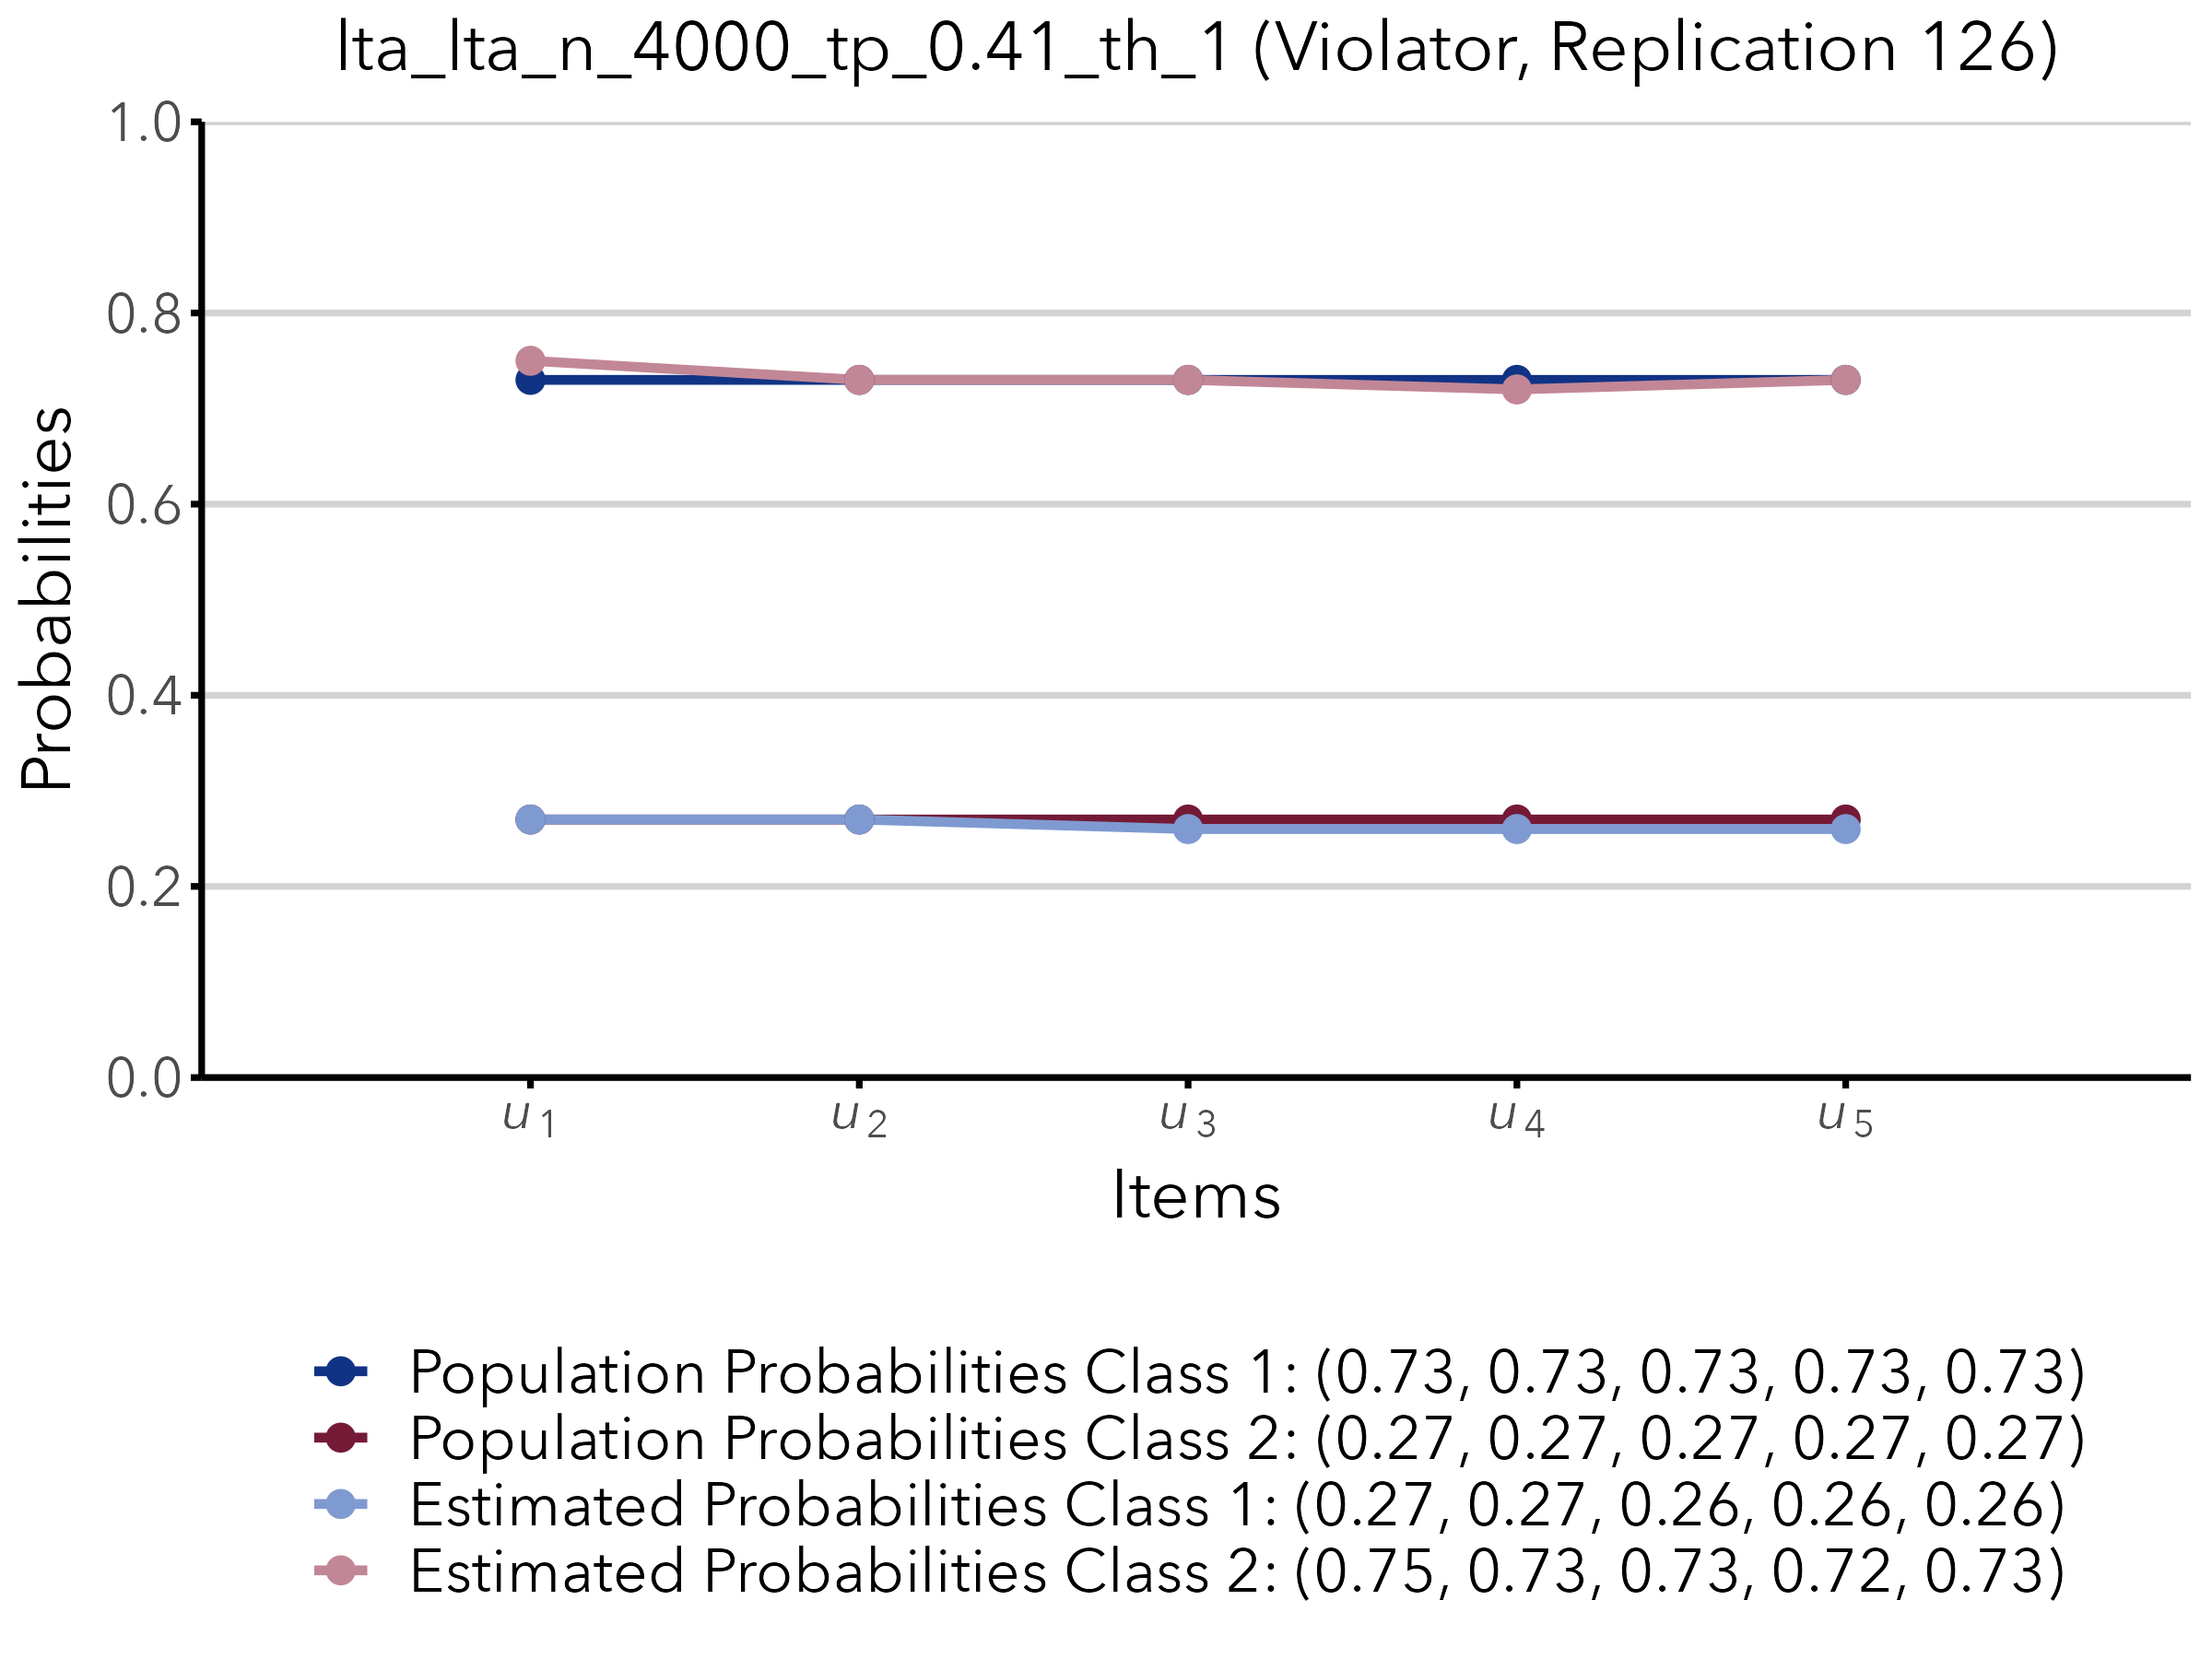 lta_lta_n_4000_tp_0.41_th_1 (Violator, Replication 126)
1.0
0.8
0.6
0.4
0.2
0.0
Probabilities
u1
u2
u3
u4
u5
Items
Population Probabilities Class 1: (0.73, 0.73, 0.73, 0.73, 0.73)
Population Probabilities Class 2: (0.27, 0.27, 0.27, 0.27, 0.27)
Estimated Probabilities Class 1: (0.27, 0.27, 0.26, 0.26, 0.26)
Estimated Probabilities Class 2: (0.75, 0.73, 0.73, 0.72, 0.73)